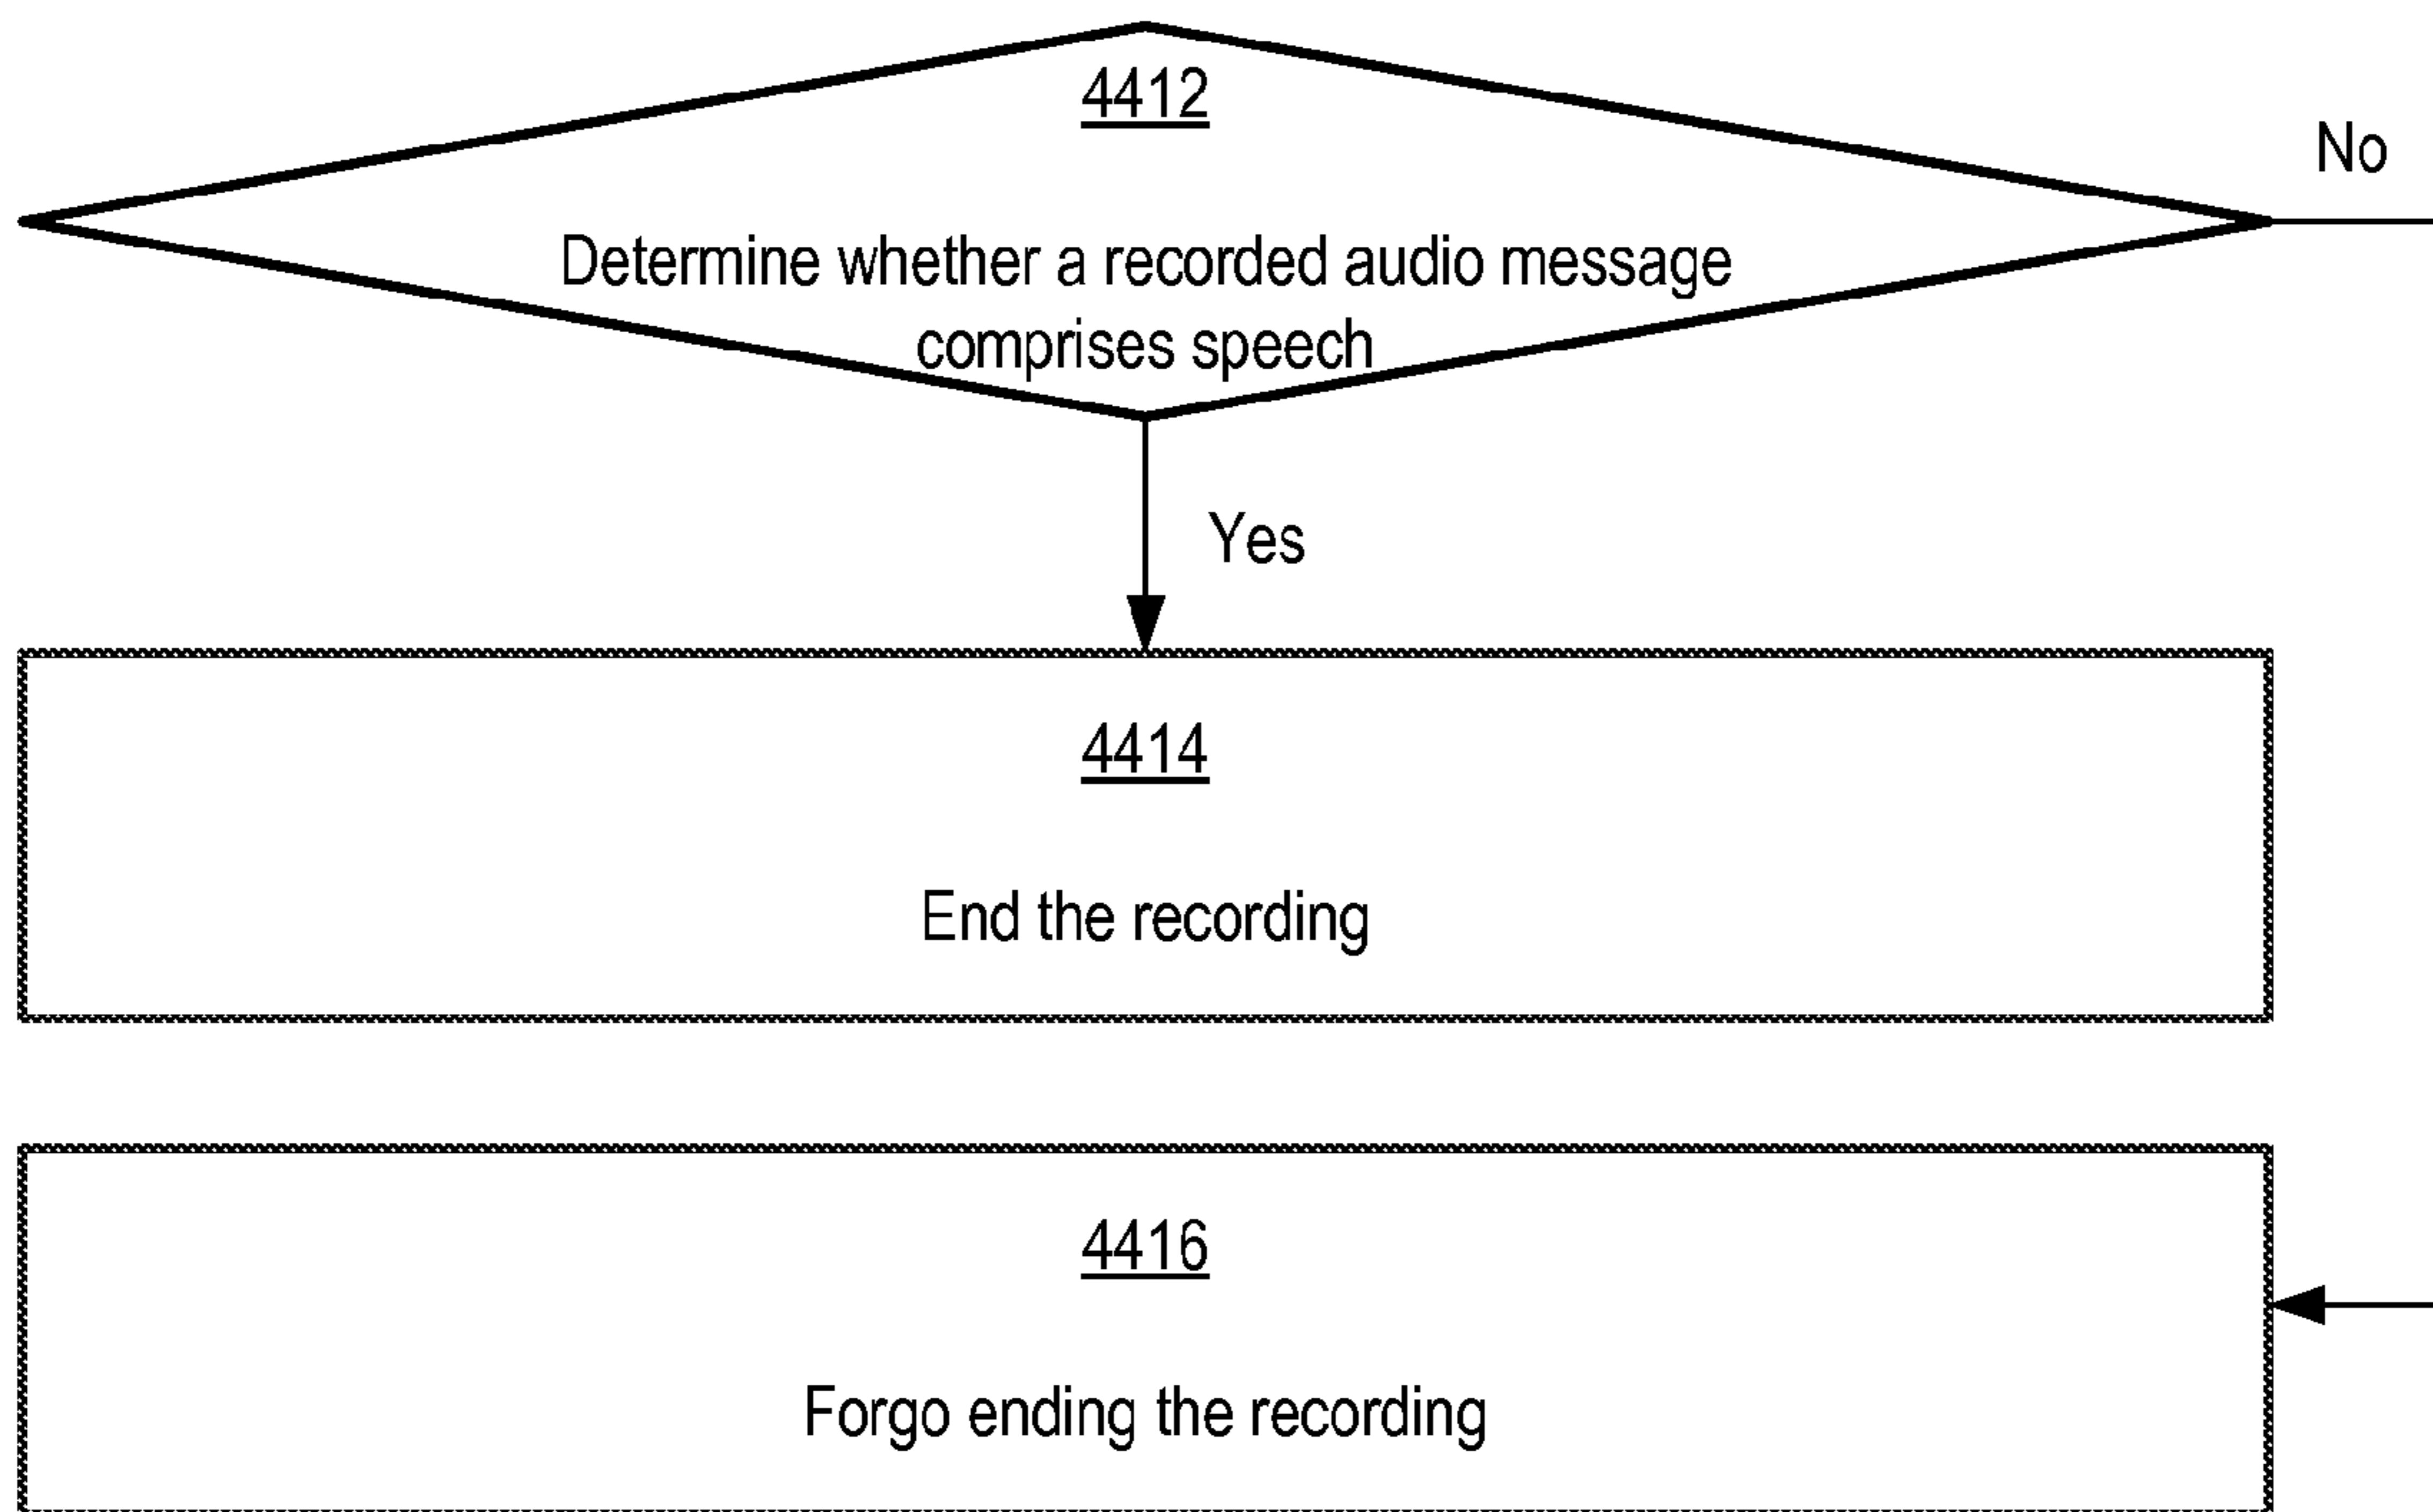 4412
No
Determine whether a recorded audio message
comprises speech
Yes
4414
End the recording
4416
Forgo ending the recording